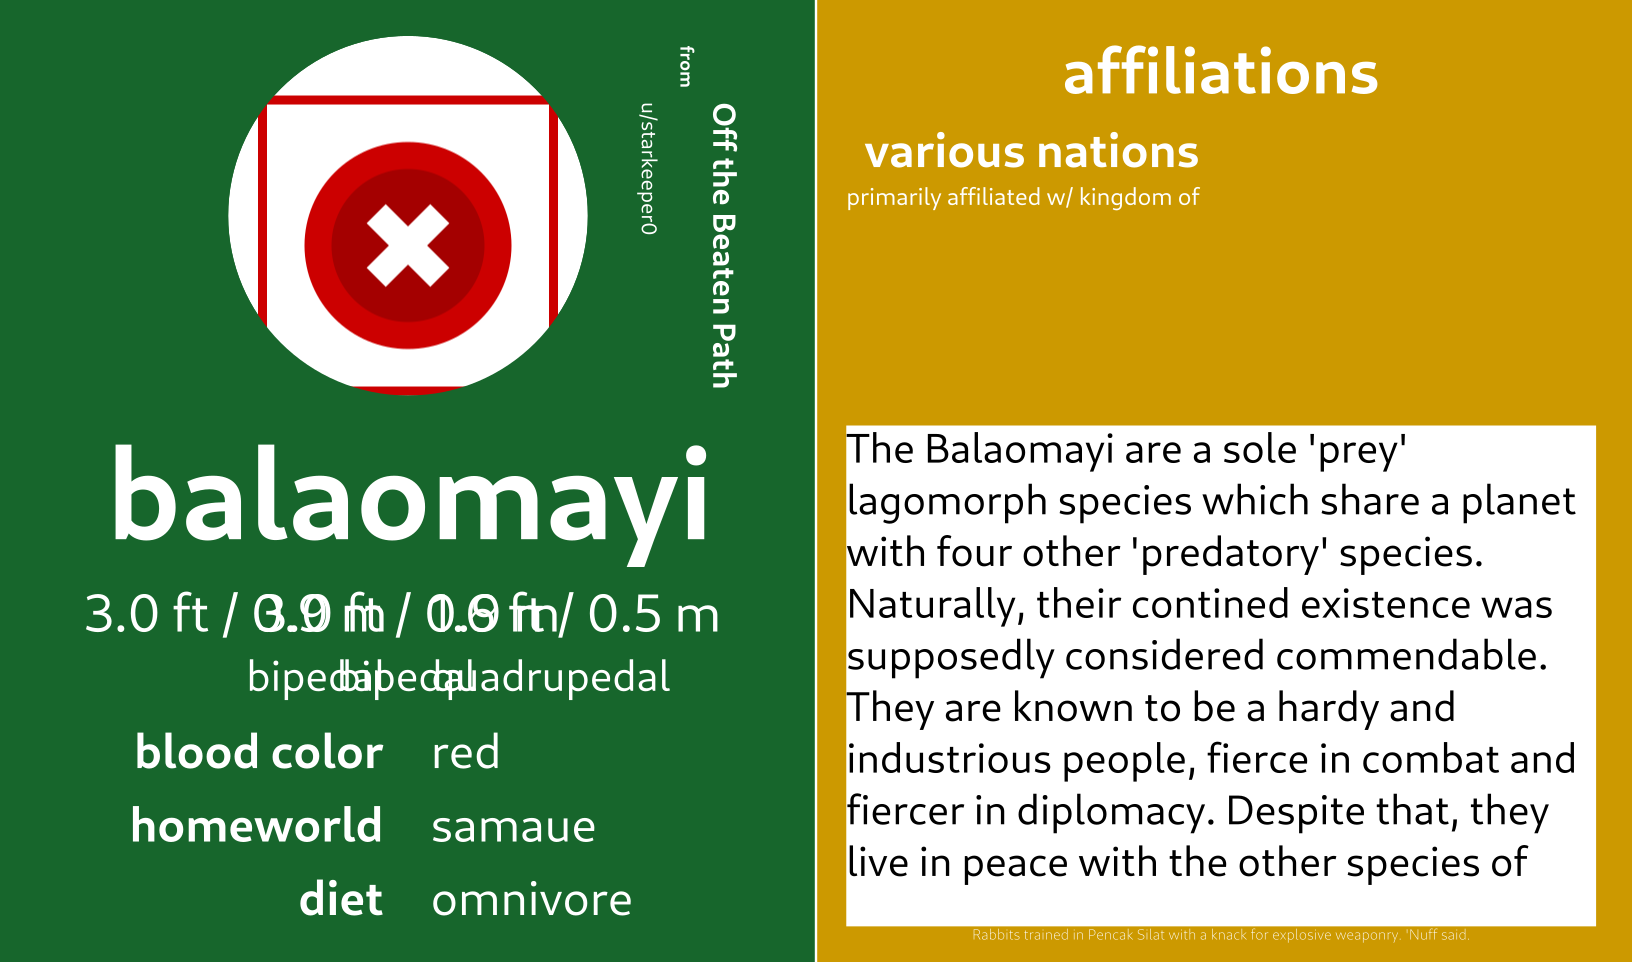 from
Off the Beaten Path
u/starkeeper0
balaomayi
3.0 ft / 0.9 m
3.0 ft / 0.9 m
1.6 ft / 0.5 m
bipedal
bipedal
quadrupedal
blood color red
homeworld samaue
diet omnivore
affiliations
various nations
primarily affiliated w/ kingdom of
The Balaomayi are a sole 'prey'
lagomorph species which share a planet
with four other 'predatory' species.
Naturally, their contined existence was
supposedly considered commendable.
They are known to be a hardy and
industrious people, fierce in combat and
fiercer in diplomacy. Despite that, they
live in peace with the other species of
Rabbits trained in Pencak Silat with a knack for explosive weaponry. 'Nuff said.